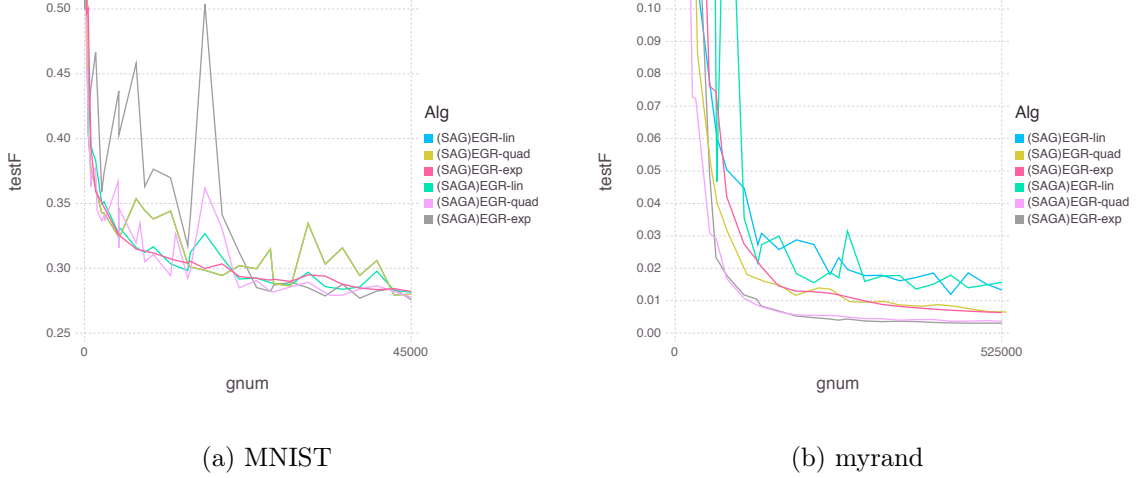 0.50
0.45
0.40
0.35
0.30
0.25
testF
0
45000
gnum
Alg
(SAG)EGR-lin
(SAG)EGR-quad
(SAG)EGR-exp
(SAGA)EGR-lin
(SAGA)EGR-quad
(SAGA)EGR-exp
(a) MNIST
0.10
0.09
0.08
0.07
0.06
0.05
0.04
0.03
0.02
0.01
0.00
testF
0
525000
gnum
Alg
(SAG)EGR-lin
(SAG)EGR-quad
(SAG)EGR-exp
(SAGA)EGR-lin
(SAGA)EGR-quad
(SAGA)EGR-exp
(b) myrand